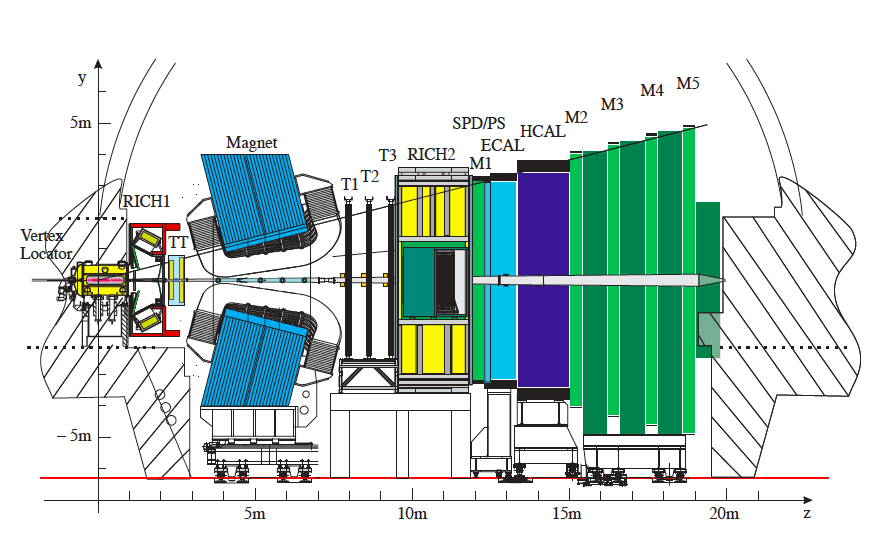 y
5m
Vertex
Locator
RICH1
TT
Magnet
T1
T2
T3
RICH2
M1
SPD/PS
ECAL
HCAL
M2
M3
M4
M5
– 5m
5m
10m
15m
20m
z